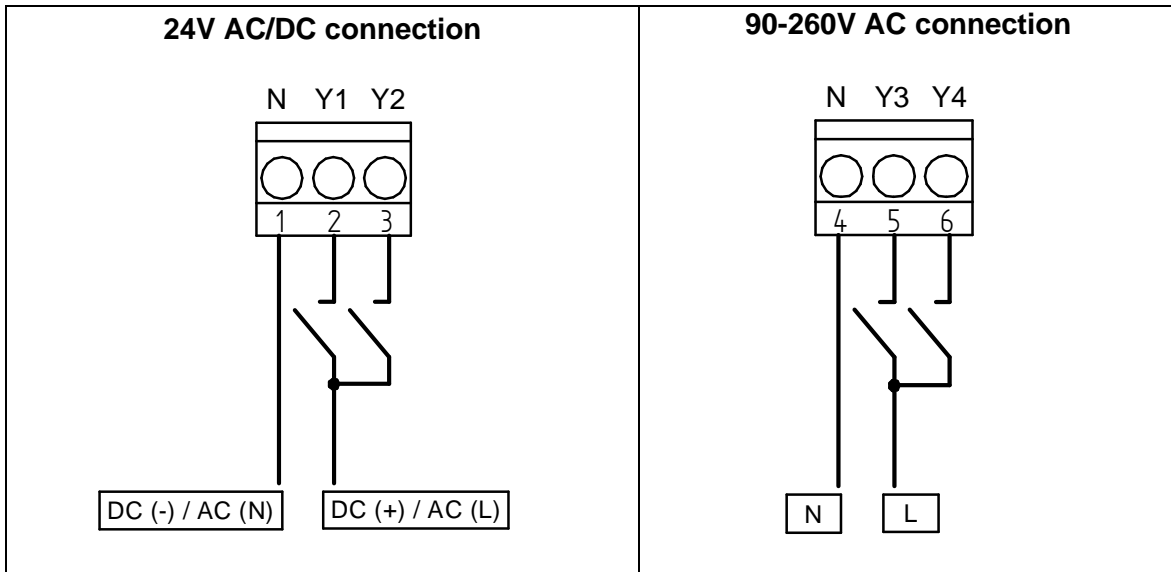 24V AC/DC connection
N Y1 Y2
1 2 3
DC (-) / AC (N) DC (+) / AC (L)
90-260V AC connection
N Y3 Y4
4 5 6
N L